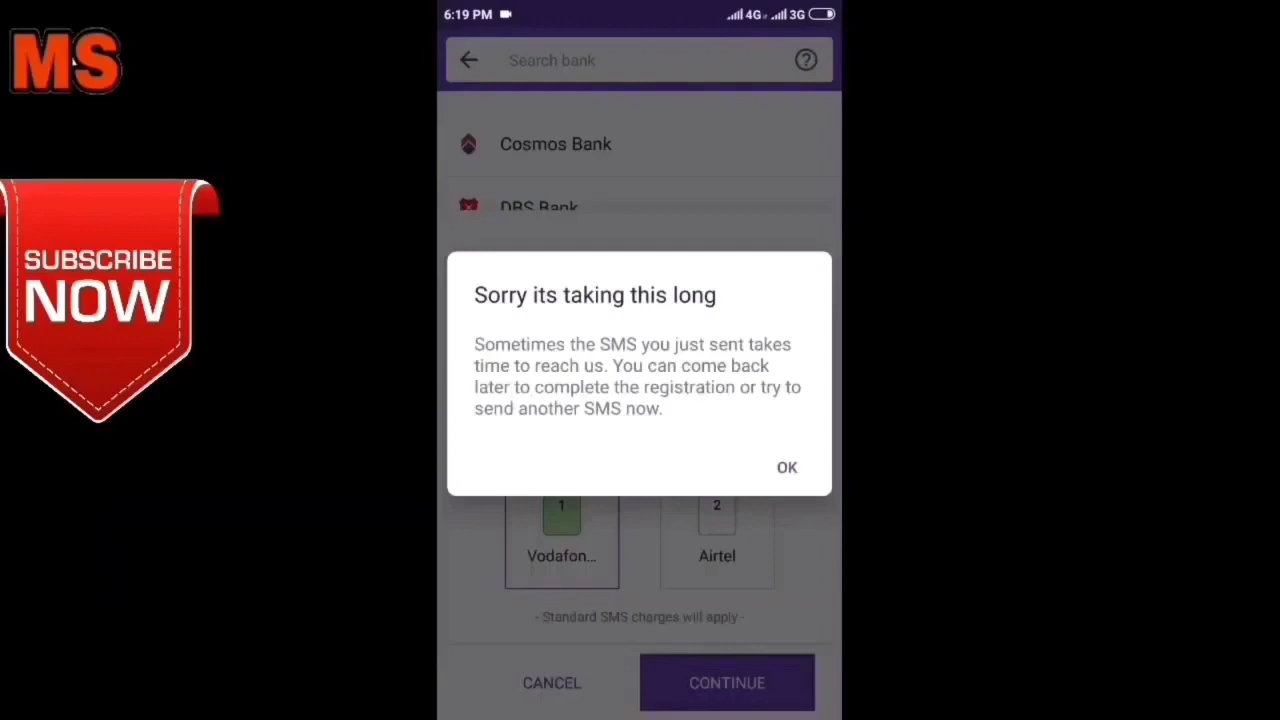 6:19 PM 4G 3G
MS
Search bank
Cosmos Bank
DBS Bank
SUBSCRIBE
NOW
Sorry its taking this long
Sometimes the SMS you just sent takes
time to reach us. You can come back
later to complete the registration or try to
send another SMS now.
OK
1 2
Vodafon... Airtel
- Standard SMS charges will apply -
CANCEL CONTINUE